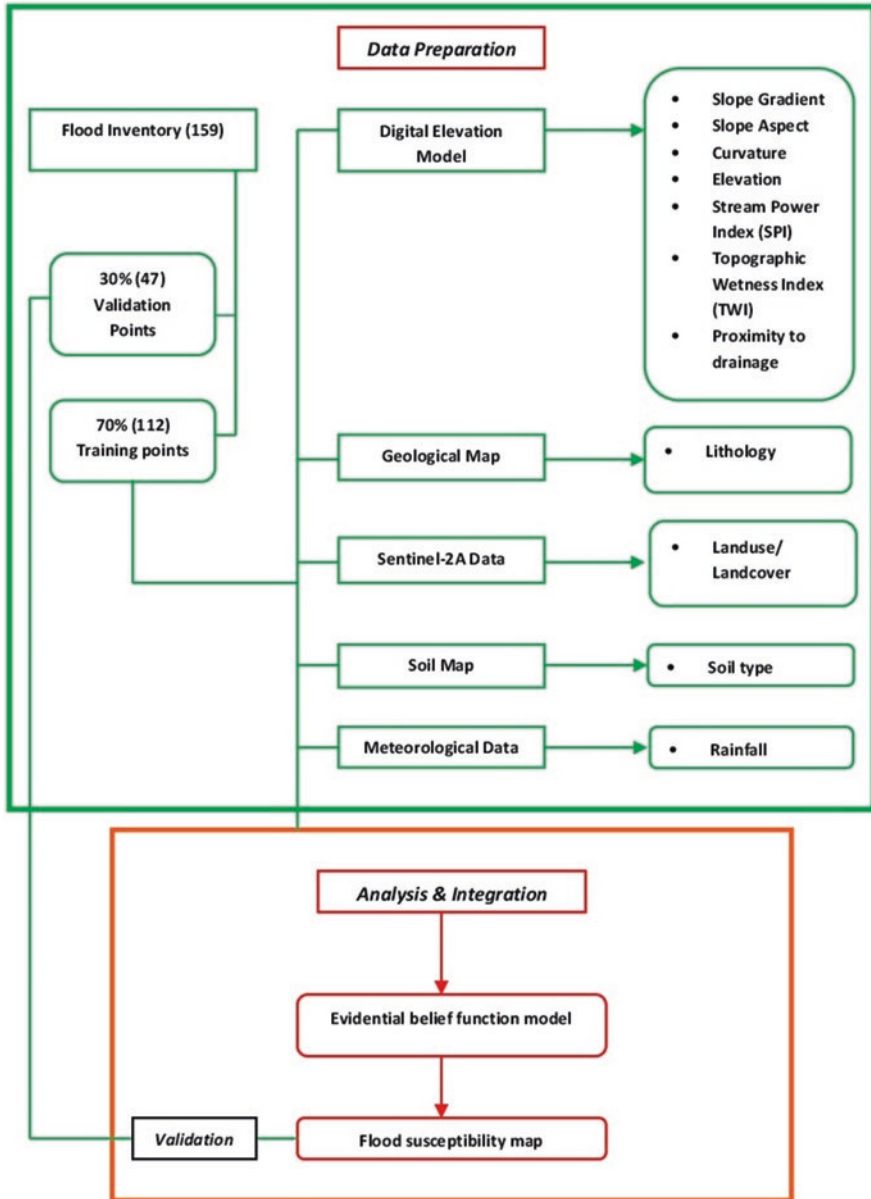 Data Preparation
Flood Inventory (159)
30% (47)
Validation
Points
70% (112)
Training points
Digital Elevation
Model
• Slope Gradient
• Slope Aspect
• Curvature
• Elevation
• Stream Power
Index (SPI)
• Topographic
Wetness Index
(TWI)
• Proximity to
drainage
Geological Map
• Lithology
Sentinel-2A Data
• Landuse/
Landcover
Soil Map
• Soil type
Meteorological Data
• Rainfall
Analysis & Integration
Evidential belief function model
Flood susceptibility map
Validation